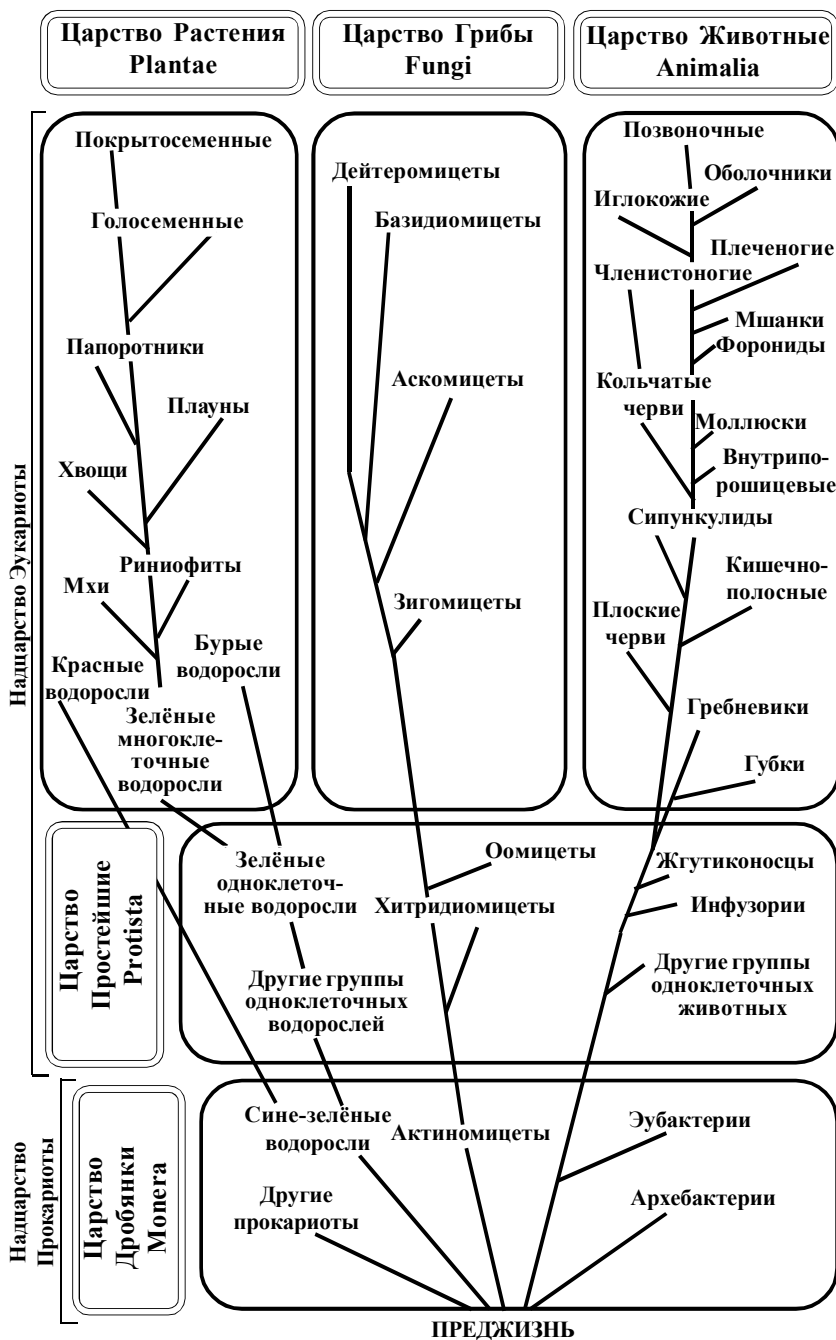 Царство Растения
Plantae
Царство Грибы
Fungi
Царство Животные
Animalia
Надцарство Эукариоты
Покрытосеменные
Голосеменные
Папоротники
Плауны
Хвощи
Риниофиты
Мхи
Бурые
водоросли
Красные
водоросли
Зелёные
многокле-
точные
водоросли
Дейтеромицеты
Базидиомицеты
Аскомицеты
Зигомицеты
Позвоночные
Оболочники
Иглокожие
Плеченогие
Членистоногие
Мшанки
Форониды
Кольчатые
черви
Моллюски
Внутрипо-
рошицевые
Сипункулиды
Кишечно-
полосные
Плоские
черви
Гребневики
Губки
Царство
Простейшие
Protista
Зелёные
одноклеточ-
ные водоросли
Другие группы
одноклеточных
водорослей
Оомицеты
Хитридиомицеты
Жгутиконосцы
Инфузории
Другие группы
одноклеточных
животных
Надцарство
Прокариоты
Царство
Дробянки
Monera
Сине-зелёные
водоросли
Другие
прокариоты
Актиномицеты
Эубактерии
Архебактерии
ПРЕДЖИЗНЬ